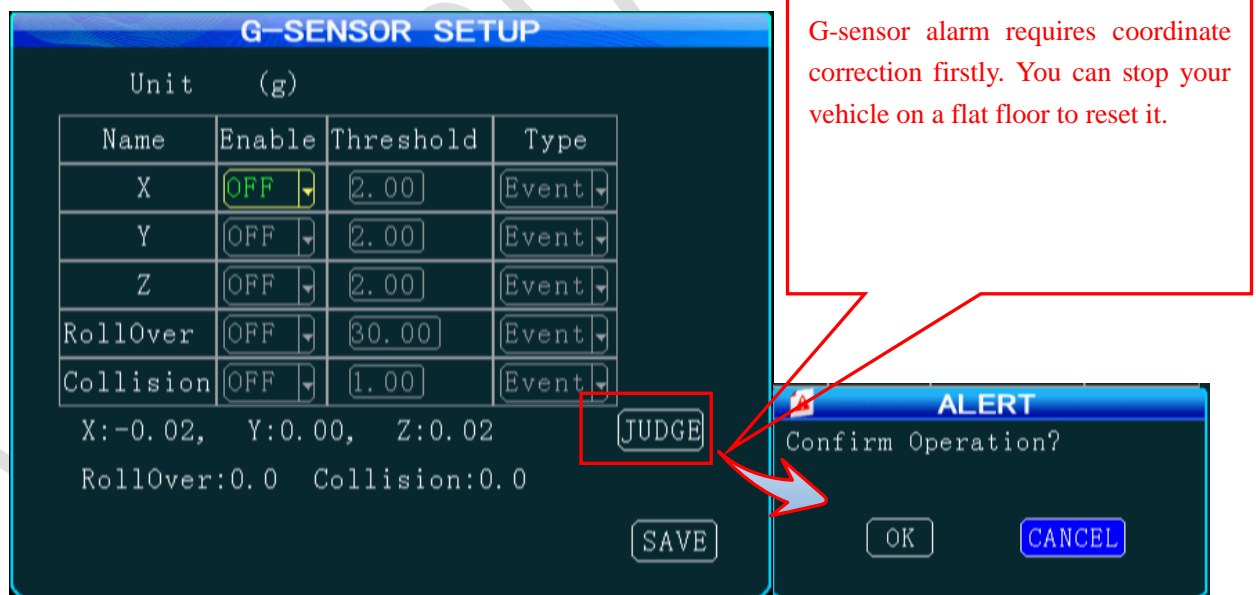 G-SENSOR SETUP
Unit (g)
Name Enable Threshold Type
X OFF 2.00 Event
Y OFF 2.00 Event
Z OFF 2.00 Event
RollOver OFF 30.00 Event
Collision OFF 1.00 Event
X:-0.02, Y:0.00, Z:0.02
JUDGE
RollOver:0.0 Collision:0.0
SAVE
G-sensor alarm requires coordinate
correction firstly. You can stop your
vehicle on a flat floor to reset it.
ALERT
Confirm Operation?
OK CANCEL